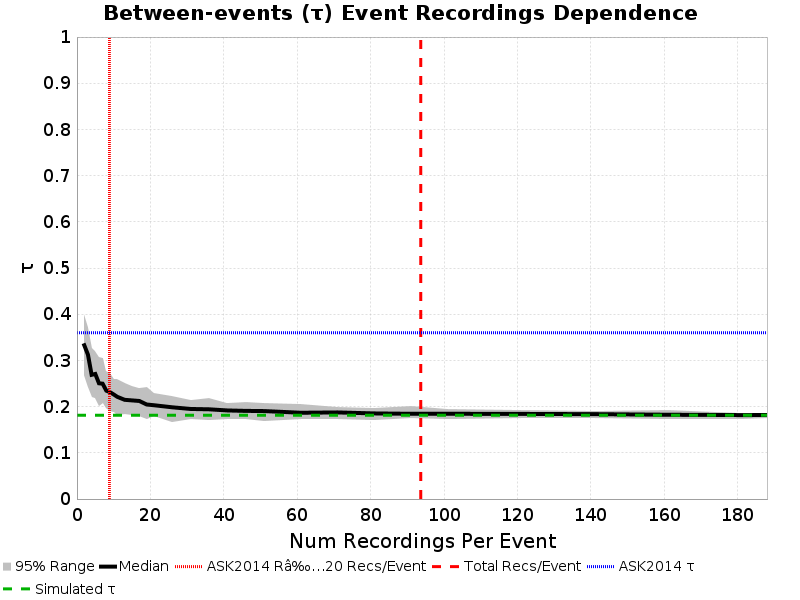 Between-events (τ) Event Recordings Dependence
1
0.9
0.8
0.7
0.6
0.5
0.4
0.3
0.2
0.1
0
τ
0 20 40 60 80 100 120 140 160 180
Num Recordings Per Event
95% Range Median ASK2014 Râ‰…20 Recs/Event Total Recs/Event ASK2014 τ
Simulated τ